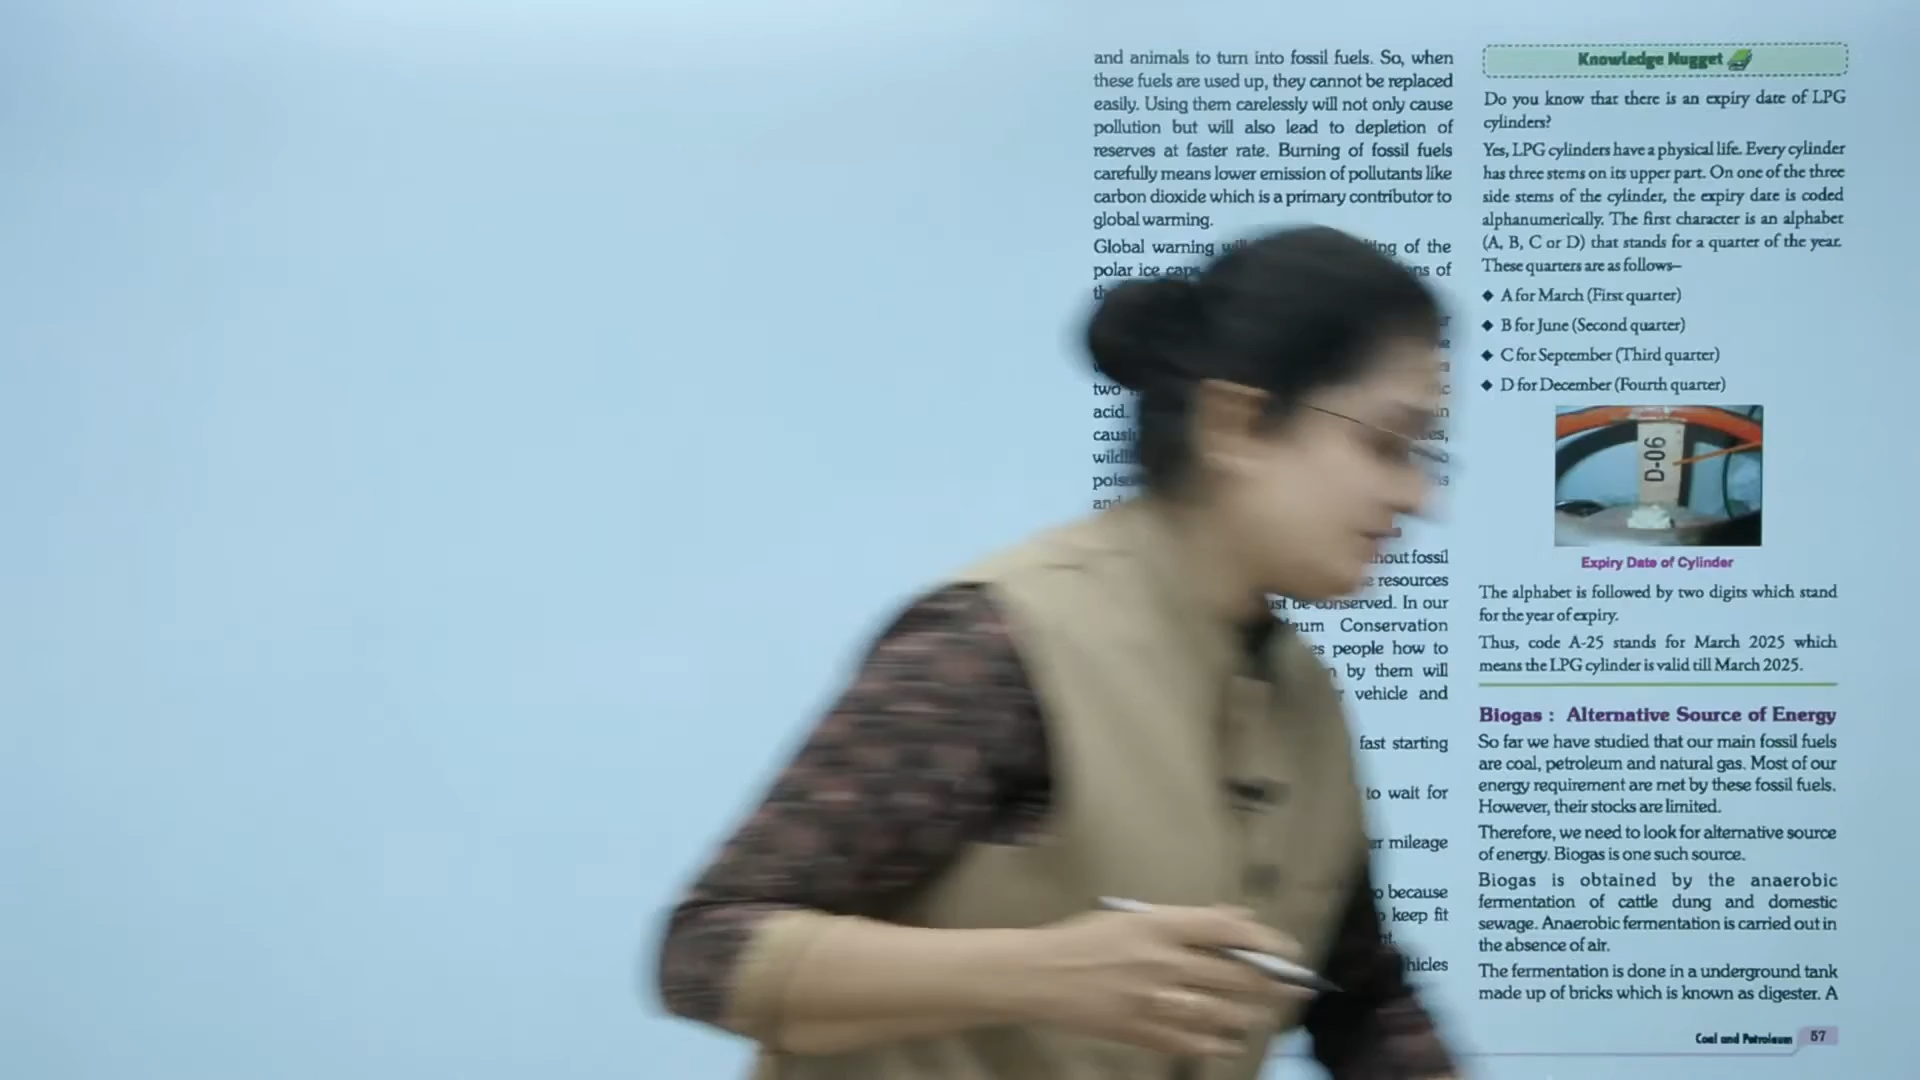 and animals to turn into fossil fuels. So, when
these fuels are used up, they cannot be replaced
easily. Using them carelessly will not only cause
pollution but will also lead to depletion of
reserves at faster rate. Burning of fossil fuels
carefully means lower emission of pollutants like
carbon dioxide which is a primary contributor to
global warming.
Global warning of the
polar ice caps of
two
acid.
and
fossil
resources
be conserved. In our
Conservation
people how to
by them will
vehicle and
fast starting
to wait for
mileage
because
keep fit
Knowledge Nugget
Do you know that there is an expiry date of LPG
cylinders?
Yes, LPG cylinders have a physical life. Every cylinder
has three stems on its upper part. On one of the three
side stems of the cylinder, the expiry date is coded
alphanumerically. The first character is an alphabet
(A, B, C or D) that stands for a quarter of the year.
These quarters are as follows–
◆ A for March (First quarter)
◆ B for June (Second quarter)
◆ C for September (Third quarter)
◆ D for December (Fourth quarter)
D-06
Expiry Date of Cylinder
The alphabet is followed by two digits which stand
for the year of expiry.
Thus, code A-25 stands for March 2025 which
means the LPG cylinder is valid till March 2025.
Biogas : Alternative Source of Energy
So far we have studied that our main fossil fuels
are coal, petroleum and natural gas. Most of our
energy requirement are met by these fossil fuels.
However, their stocks are limited.
Therefore, we need to look for alternative source
of energy. Biogas is one such source.
Biogas is obtained by the anaerobic
fermentation of cattle dung and domestic
sewage. Anaerobic fermentation is carried out in
the absence of air.
The fermentation is done in a underground tank
made up of bricks which is known as digester. A
Coal and Petroleum 57